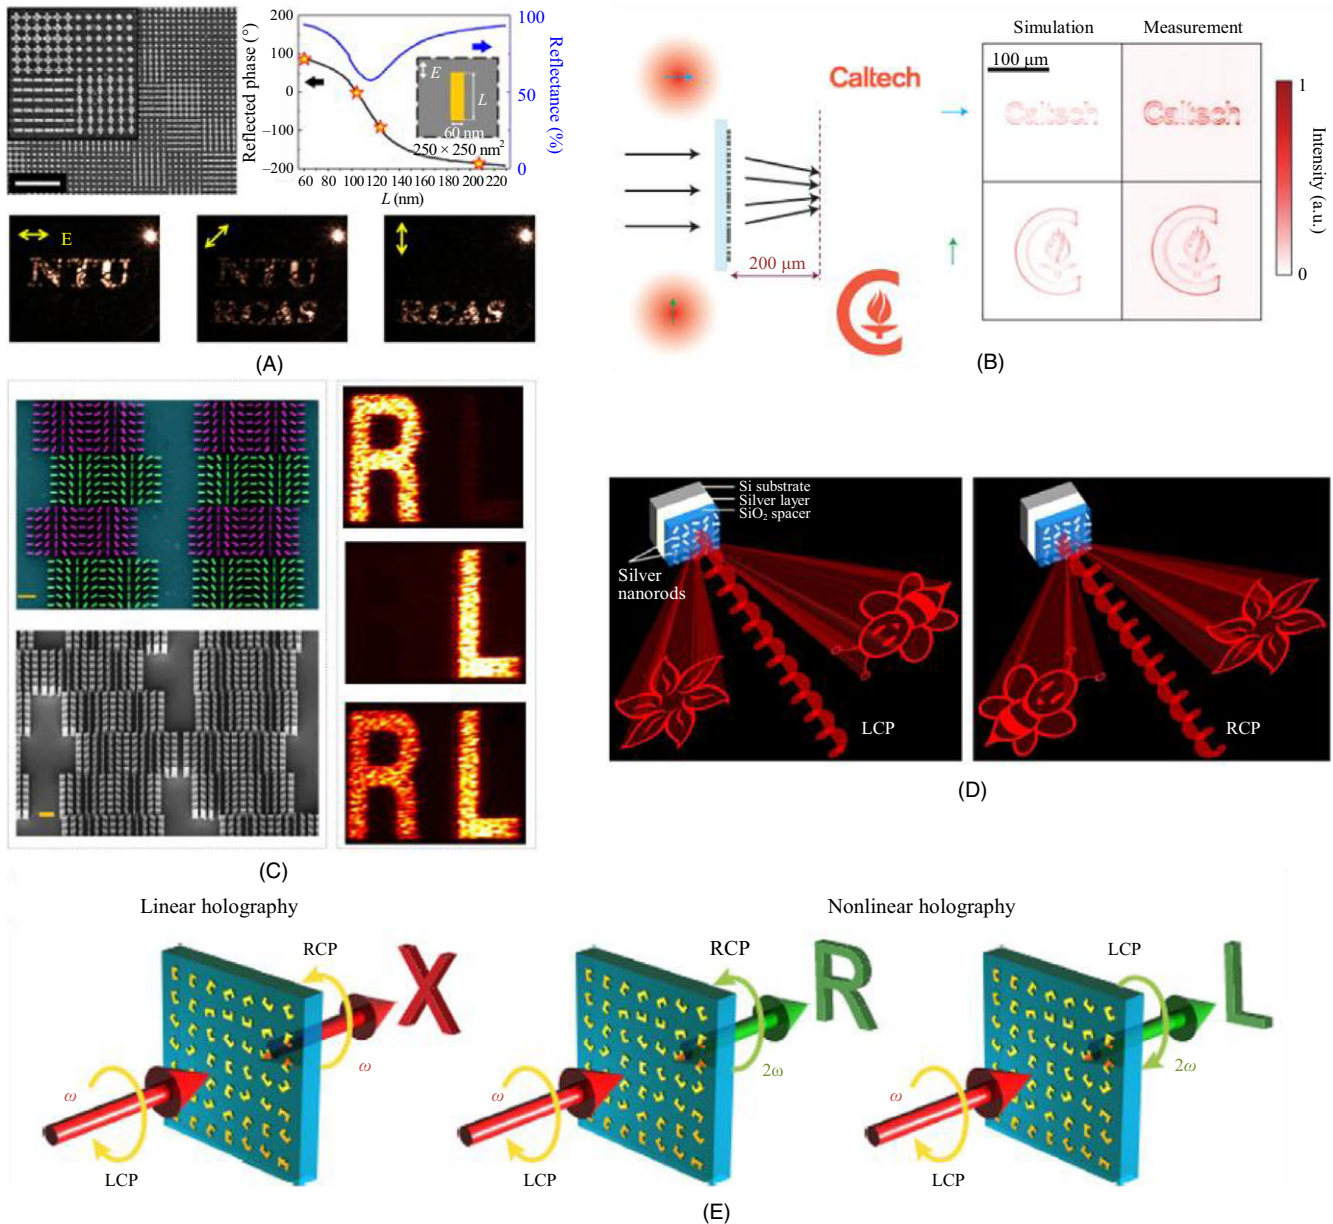 200
100
0
−100
−200
Reflected phase (°)
60
80
100
120
140
160
180
200
220
L (nm)
100
50
0
Reflectance (%)
E
L
60 nm
250 × 250 nm²
E
NTU
NTU
RCAS
RCAS
(A)
Caltech
200 μm
Simulation
Measurement
100 μm
Caltech
Caltech
1
0
Intensity (a.u.)
(B)
R
L
R L
(C)
Si substrate
Silver layer
SiO₂ spacer
Silver
nanorods
LCP
RCP
(D)
Linear holography
Nonlinear holography
RCP
X
ω
ω
LCP
RCP
R
2ω
ω
LCP
LCP
L
2ω
ω
LCP
(E)